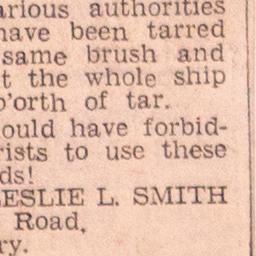 arious authorities
have been tarred
same brush and
t the whole ship
p'orth of tar.
ould have forbid-
rists to use these
ds!
LESLIE L. SMITH
Road,
ry.